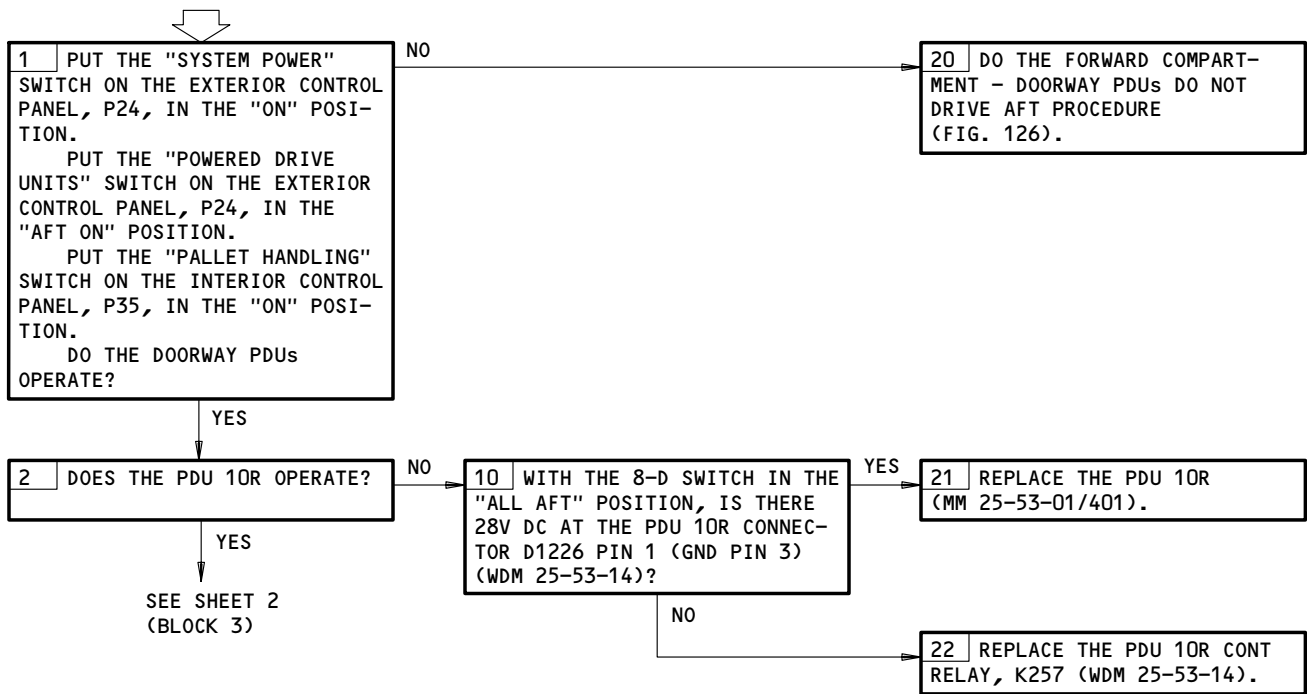 1 PUT THE "SYSTEM POWER"
SWITCH ON THE EXTERIOR CONTROL
PANEL, P24, IN THE "ON" POSI-
TION.
PUT THE "POWERED DRIVE
UNITS" SWITCH ON THE EXTERIOR
CONTROL PANEL, P24, IN THE
"AFT ON" POSITION.
PUT THE "PALLET HANDLING"
SWITCH ON THE INTERIOR CONTROL
PANEL, P35, IN THE "ON" POSI-
TION.
DO THE DOORWAY PDUs
OPERATE?
NO
20 DO THE FORWARD COMPART-
MENT - DOORWAY PDUs DO NOT
DRIVE AFT PROCEDURE
(FIG. 126).
YES
2 DOES THE PDU 10R OPERATE?
NO
10 WITH THE 8-D SWITCH IN THE
"ALL AFT" POSITION, IS THERE
28V DC AT THE PDU 10R CONNEC-
TOR D1226 PIN 1 (GND PIN 3)
(WDM 25-53-14)?
YES
21 REPLACE THE PDU 10R
(MM 25-53-01/401).
YES
SEE SHEET 2
(BLOCK 3)
NO
22 REPLACE THE PDU 10R CONT
RELAY, K257 (WDM 25-53-14).